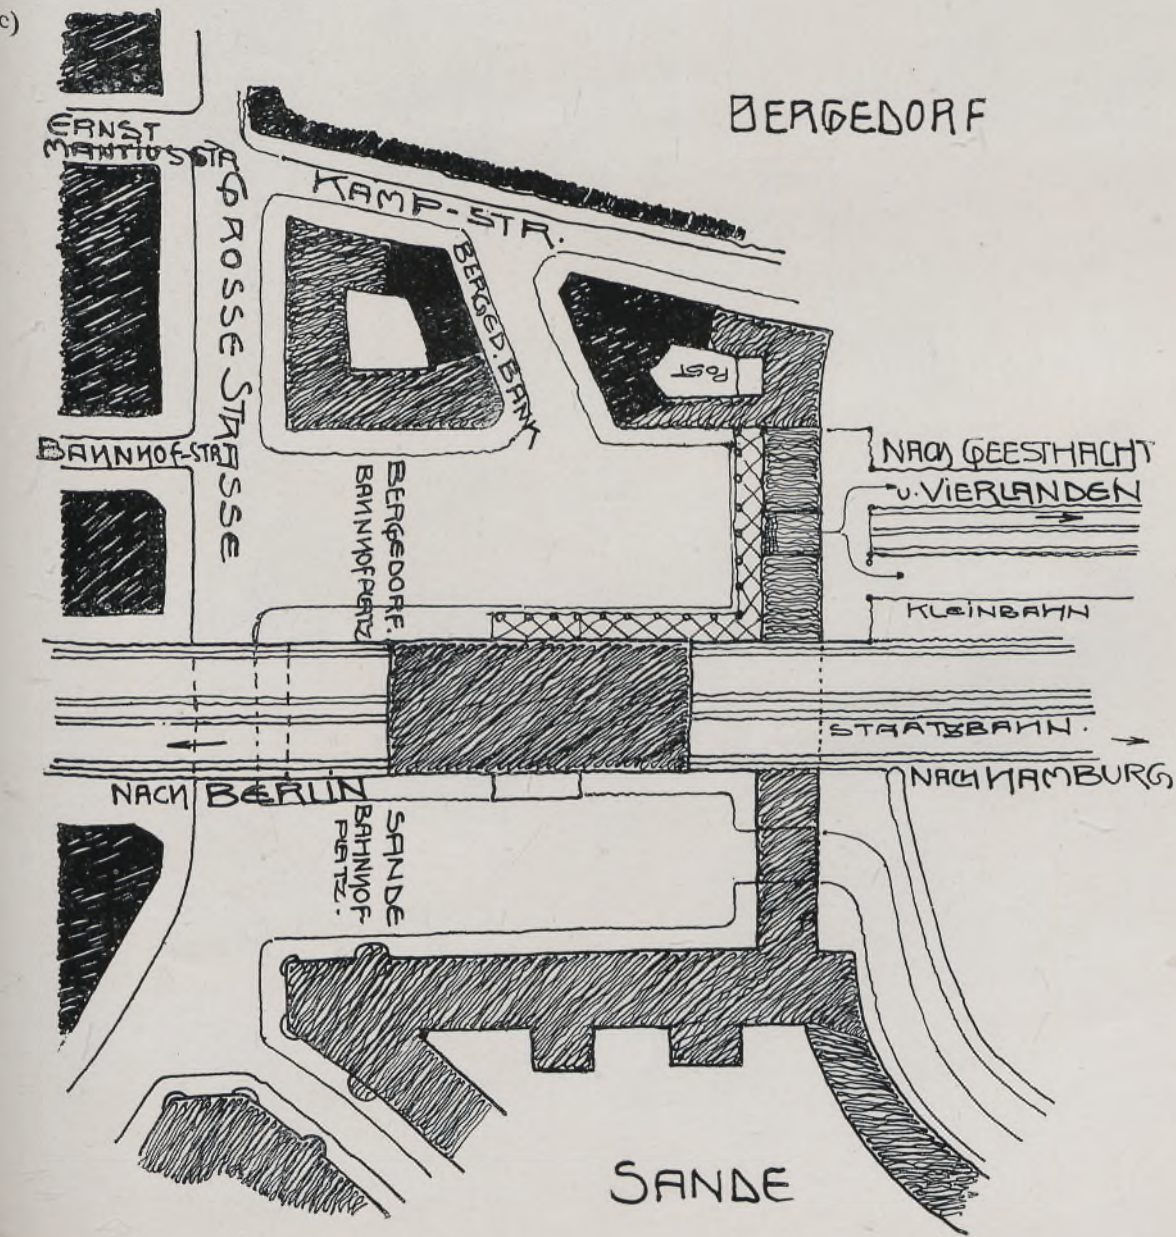 c)
BERGEDORF
ERNST
MANTIUS STR
KAMP-STR.
GROSSE STRASSE
BERGED. BANK
POST
BAHNHOF-STR
NACH GEESTHACHT
u. VIERLANDEN
BERGEDORF.
BAHNHOFPLATZ
KLEINBAHN
STAATSBAHN.
NACH BERLIN
NACH HAMBURG
SANDE
BAHNHOF-
PLATZ.
SANDE